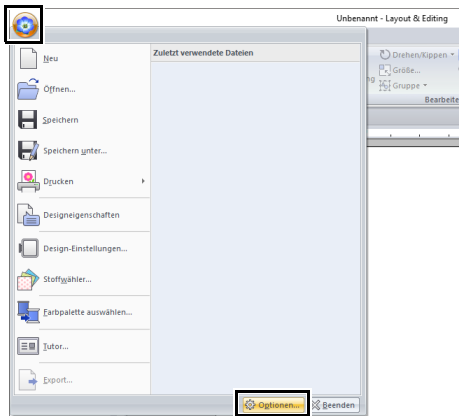 Unbenannt - Layout & Editing
Neu
Zuletzt verwendete Dateien
Öffnen...
Speichern
Speichern unter...
Drucken
Designeigenschaften
Design-Einstellungen...
Stoffwähler...
Farbpalette auswählen...
Tutor...
Export...
Optionen...
Beenden
Drehen/Kippen
Größe...
ng
Gruppe
Bearbeite